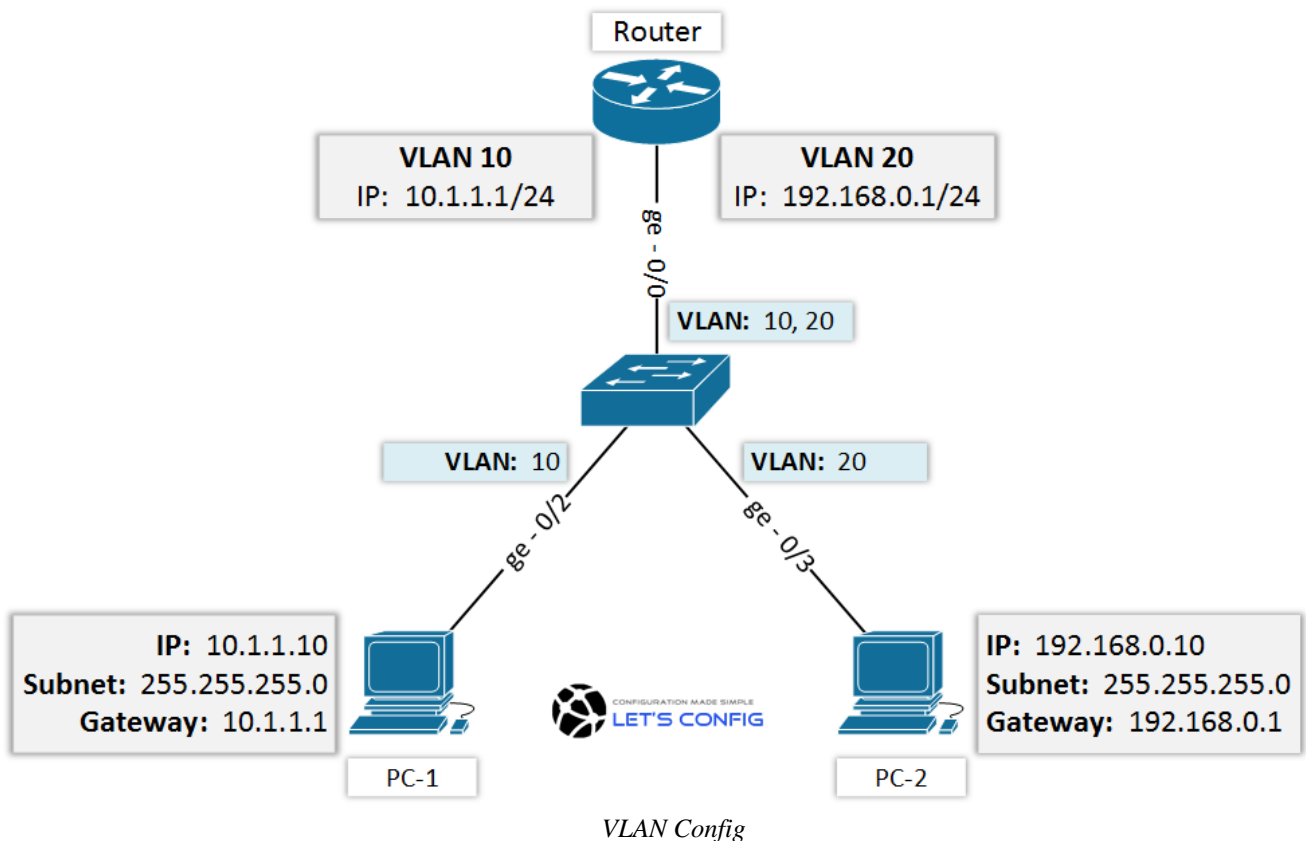 Router
VLAN 10
IP: 10.1.1.1/24
VLAN 20
IP: 192.168.0.1/24
ge - 0/0
VLAN: 10, 20
VLAN: 10
VLAN: 20
ge - 0/2
ge - 0/3
IP: 10.1.1.10
Subnet: 255.255.255.0
Gateway: 10.1.1.1
PC-1
CONFIGURATION MADE SIMPLE
LET'S CONFIG
IP: 192.168.0.10
Subnet: 255.255.255.0
Gateway: 192.168.0.1
PC-2
VLAN Config